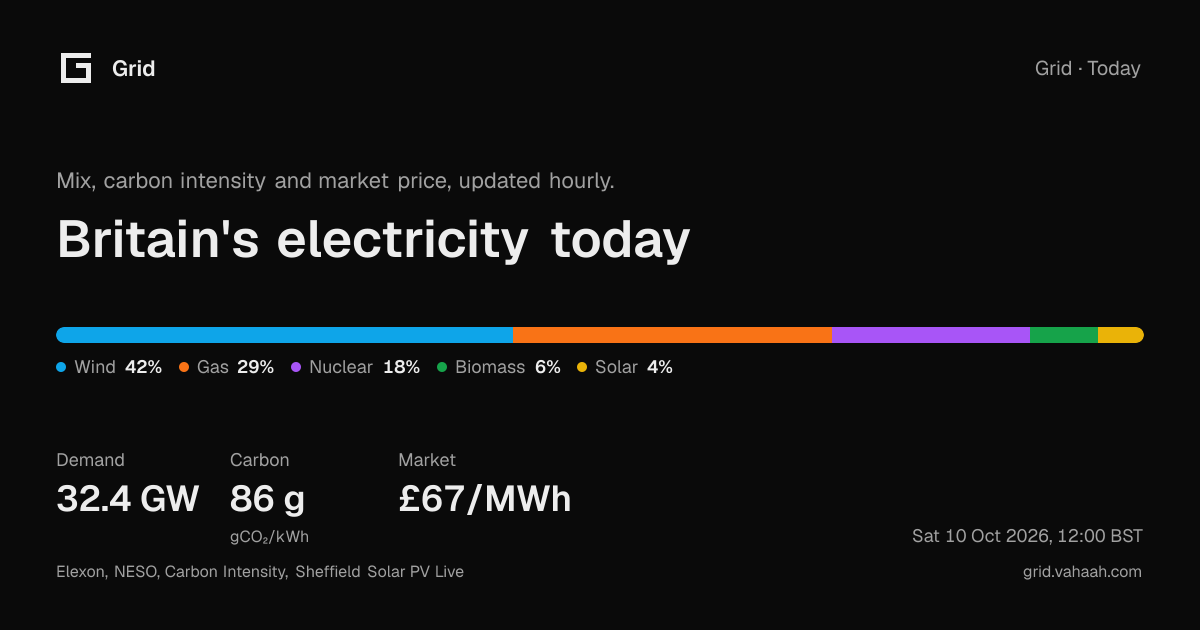 Grid
Grid · Today
Mix, carbon intensity and market price, updated hourly.
Britain's electricity today
Wind 42% Gas 29% Nuclear 18% Biomass 6% Solar 4%
Demand Carbon Market
32.4 GW 86 g £67/MWh
gCO₂/kWh
Sat 10 Oct 2026, 12:00 BST
Elexon, NESO, Carbon Intensity, Sheffield Solar PV Live
grid.vahaah.com